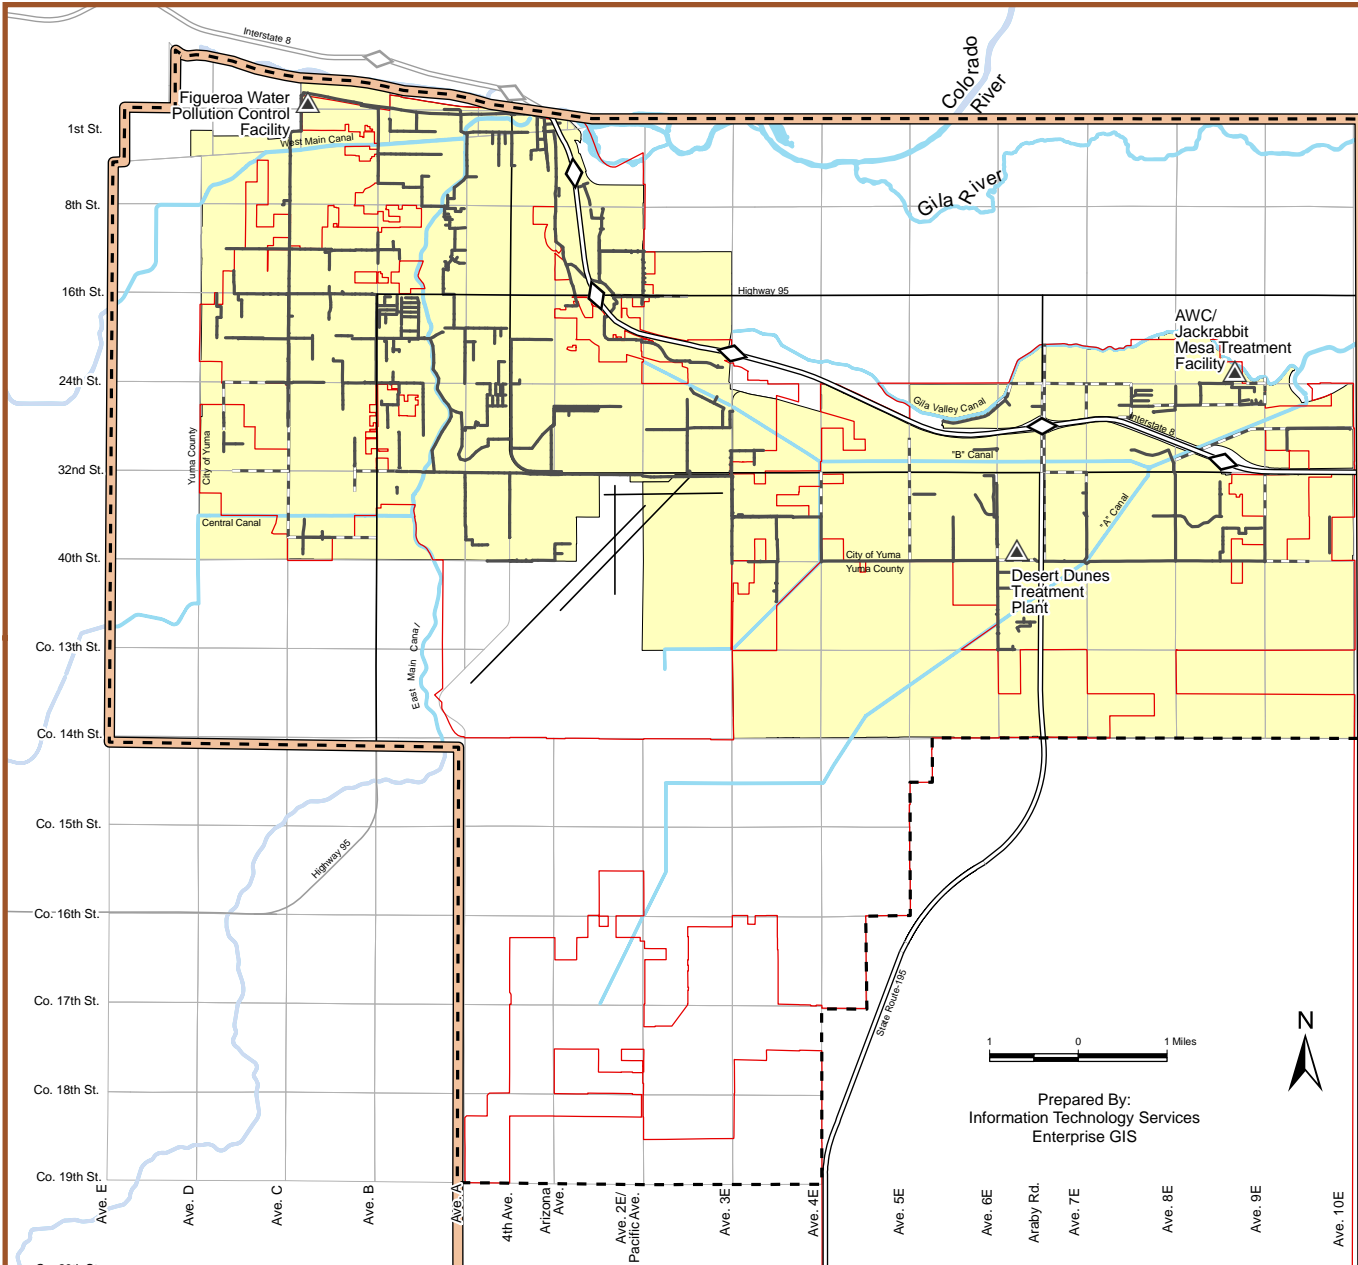 Interstate 8
Colorado
River
Figueroa Water
Pollution Control
Facility
1st St.
West Main Canal
Gila River
8th St.
16th St.
Highway 95
AWC/
Jackrabbit
Mesa Treatment
Facility
24th St.
Gila Valley Canal
Interstate 8
Yuma County
City of Yuma
"B" Canal
32nd St.
"A" Canal
Central Canal
40th St.
City of Yuma
Yuma County
Desert Dunes
Treatment
Plant
East Main Canal
Co. 13th St.
Co. 14th St.
Co. 15th St.
Highway 95
Co. 16th St.
Co. 17th St.
State Route-195
1 0 1 Miles
N
Prepared By:
Information Technology Services
Enterprise GIS
Co. 18th St.
Co. 19th St.
Ave. E
Ave. D
Ave. C
Ave. B
Ave. A
4th Ave.
Arizona
Ave.
Ave. 2E/
Pacific Ave.
Ave. 3E
Ave. 4E
Ave. 5E
Ave. 6E
Araby Rd.
Ave. 7E
Ave. 8E
Ave. 9E
Ave. 10E